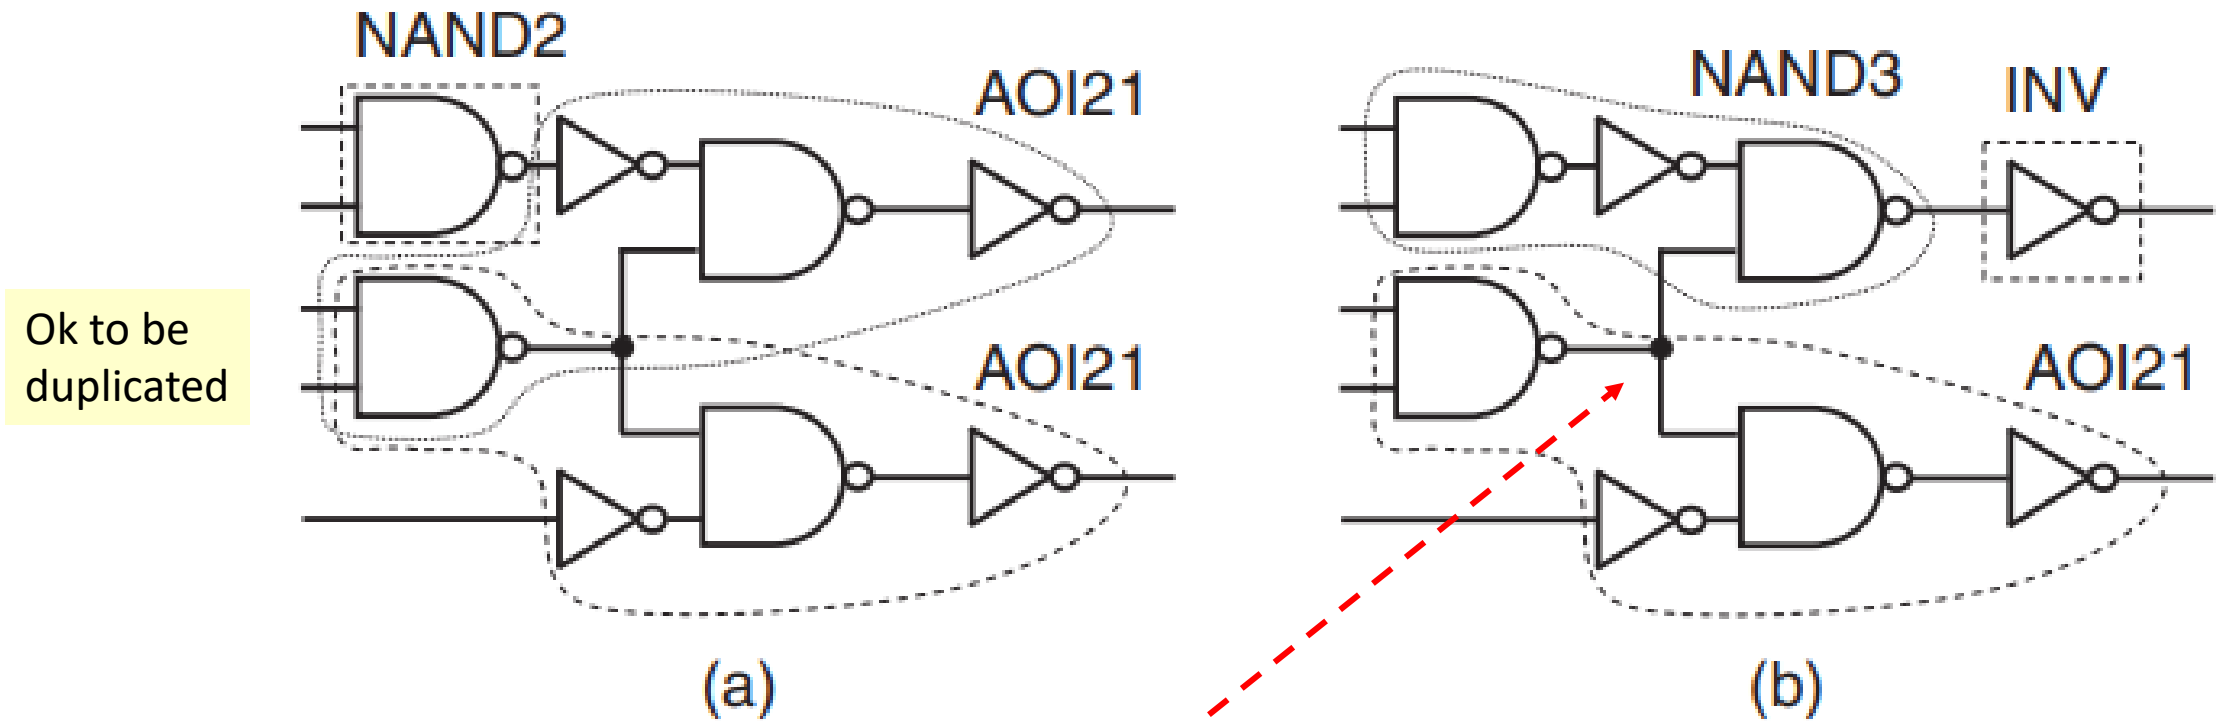 NAND2
AOI21
Ok to be
duplicated
AOI21
(a)
NAND3
INV
AOI21
(b)